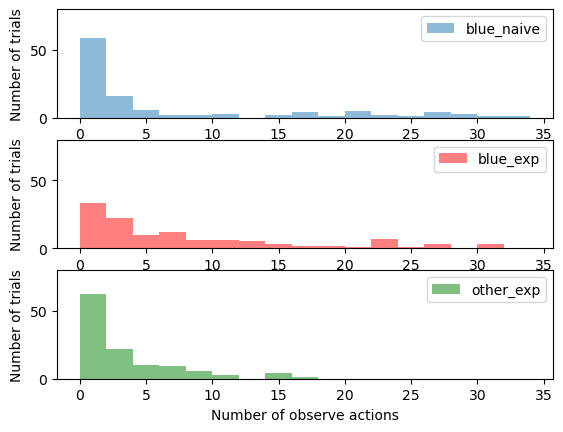 Number of trials
50
0
blue_naive
0 5 10 15 20 25 30 35
Number of trials
50
0
blue_exp
0 5 10 15 20 25 30 35
Number of trials
50
0
other_exp
0 5 10 15 20 25 30 35
Number of observe actions